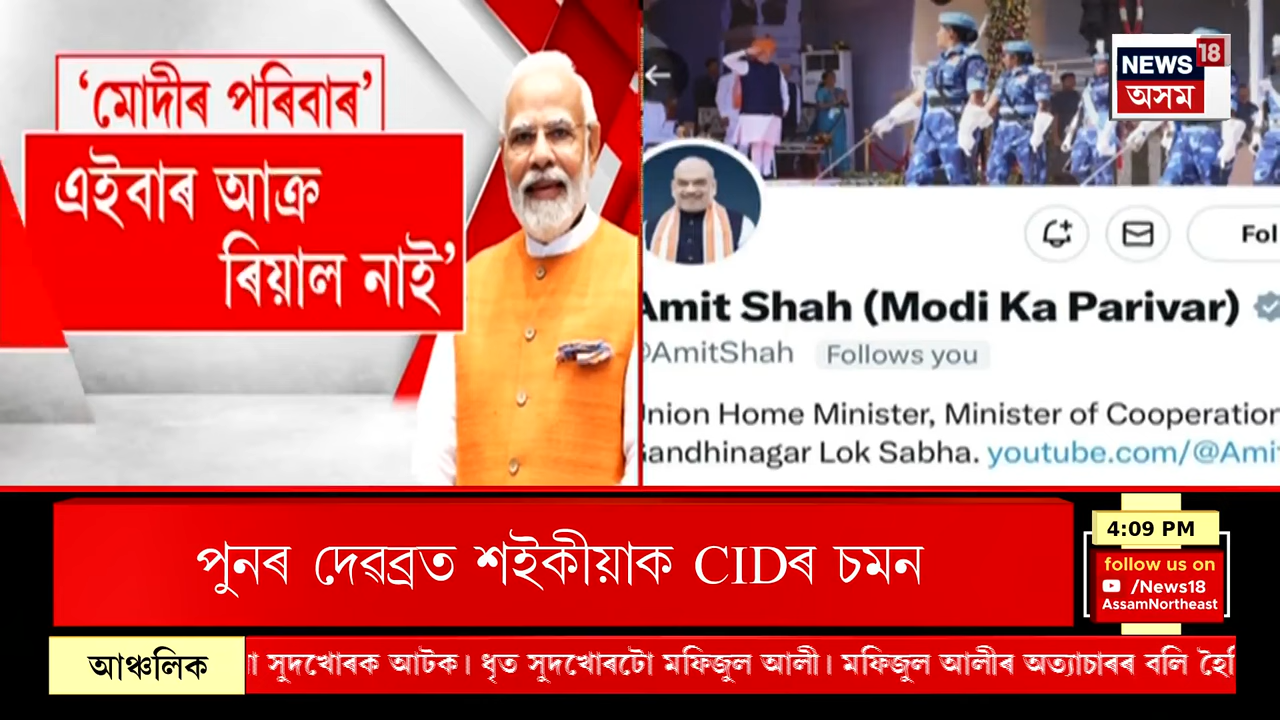 ‘মোদীৰ পৰিবাৰ’
এইবাৰ আক্ৰ
ৰিয়াল নাই’
NEWS 18
অসম
Fol
Amit Shah (Modi Ka Parivar)
@AmitShah Follows you
Union Home Minister, Minister of Cooperation
Gandhinagar Lok Sabha. youtube.com/@Ami
পুনৰ দেৱব্ৰত শইকীয়াক CIDৰ চমন
4:09 PM
follow us on
/News18
AssamNortheast
আঞ্চলিক
সুদখোৰক আটক। ধৃত সুদখোৰটো মফিজুল আলী। মফিজুল আলীৰ অত্যাচাৰৰ বলি